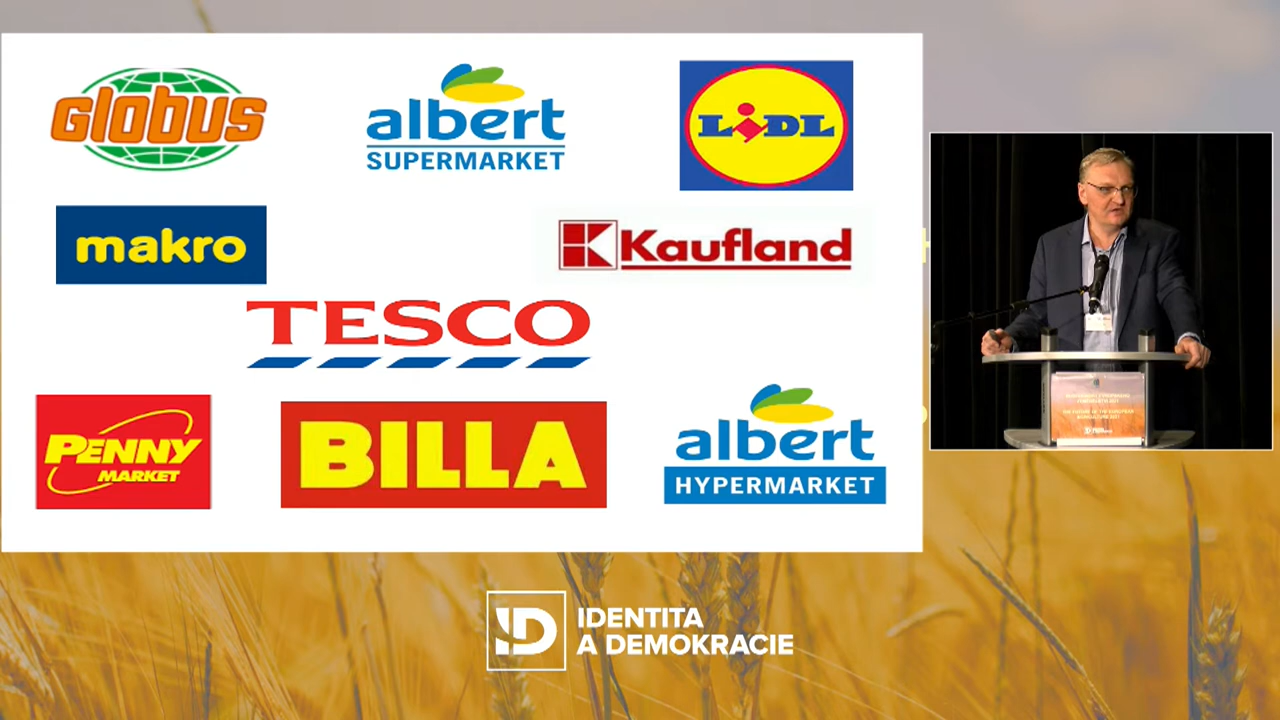 GLOBUS
albert
SUPERMARKET
LIDL
makro
Kaufland
TESCO
PENNY
MARKET
BILLA
albert
HYPERMARKET
IDENTITA
A DEMOKRACIE